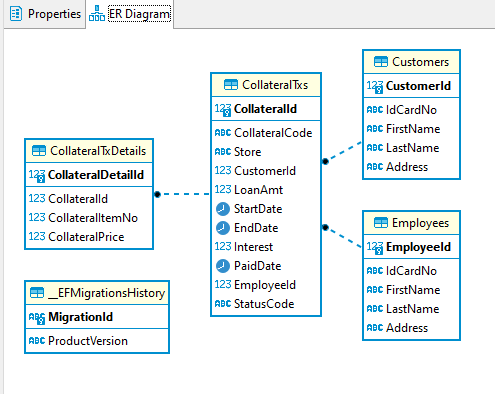 Properties
ER Diagram
CollateralTxDetails
123 CollateralDetailId
123 CollateralId
123 CollateralItemNo
123 CollateralPrice
__EFMigrationsHistory
ABC MigrationId
ABC ProductVersion
CollateralTxs
123 CollateralId
ABC CollateralCode
ABC Store
123 CustomerId
123 LoanAmt
StartDate
EndDate
123 Interest
PaidDate
123 EmployeeId
ABC StatusCode
Customers
123 CustomerId
ABC IdCardNo
ABC FirstName
ABC LastName
ABC Address
Employees
123 EmployeeId
ABC IdCardNo
ABC FirstName
ABC LastName
ABC Address